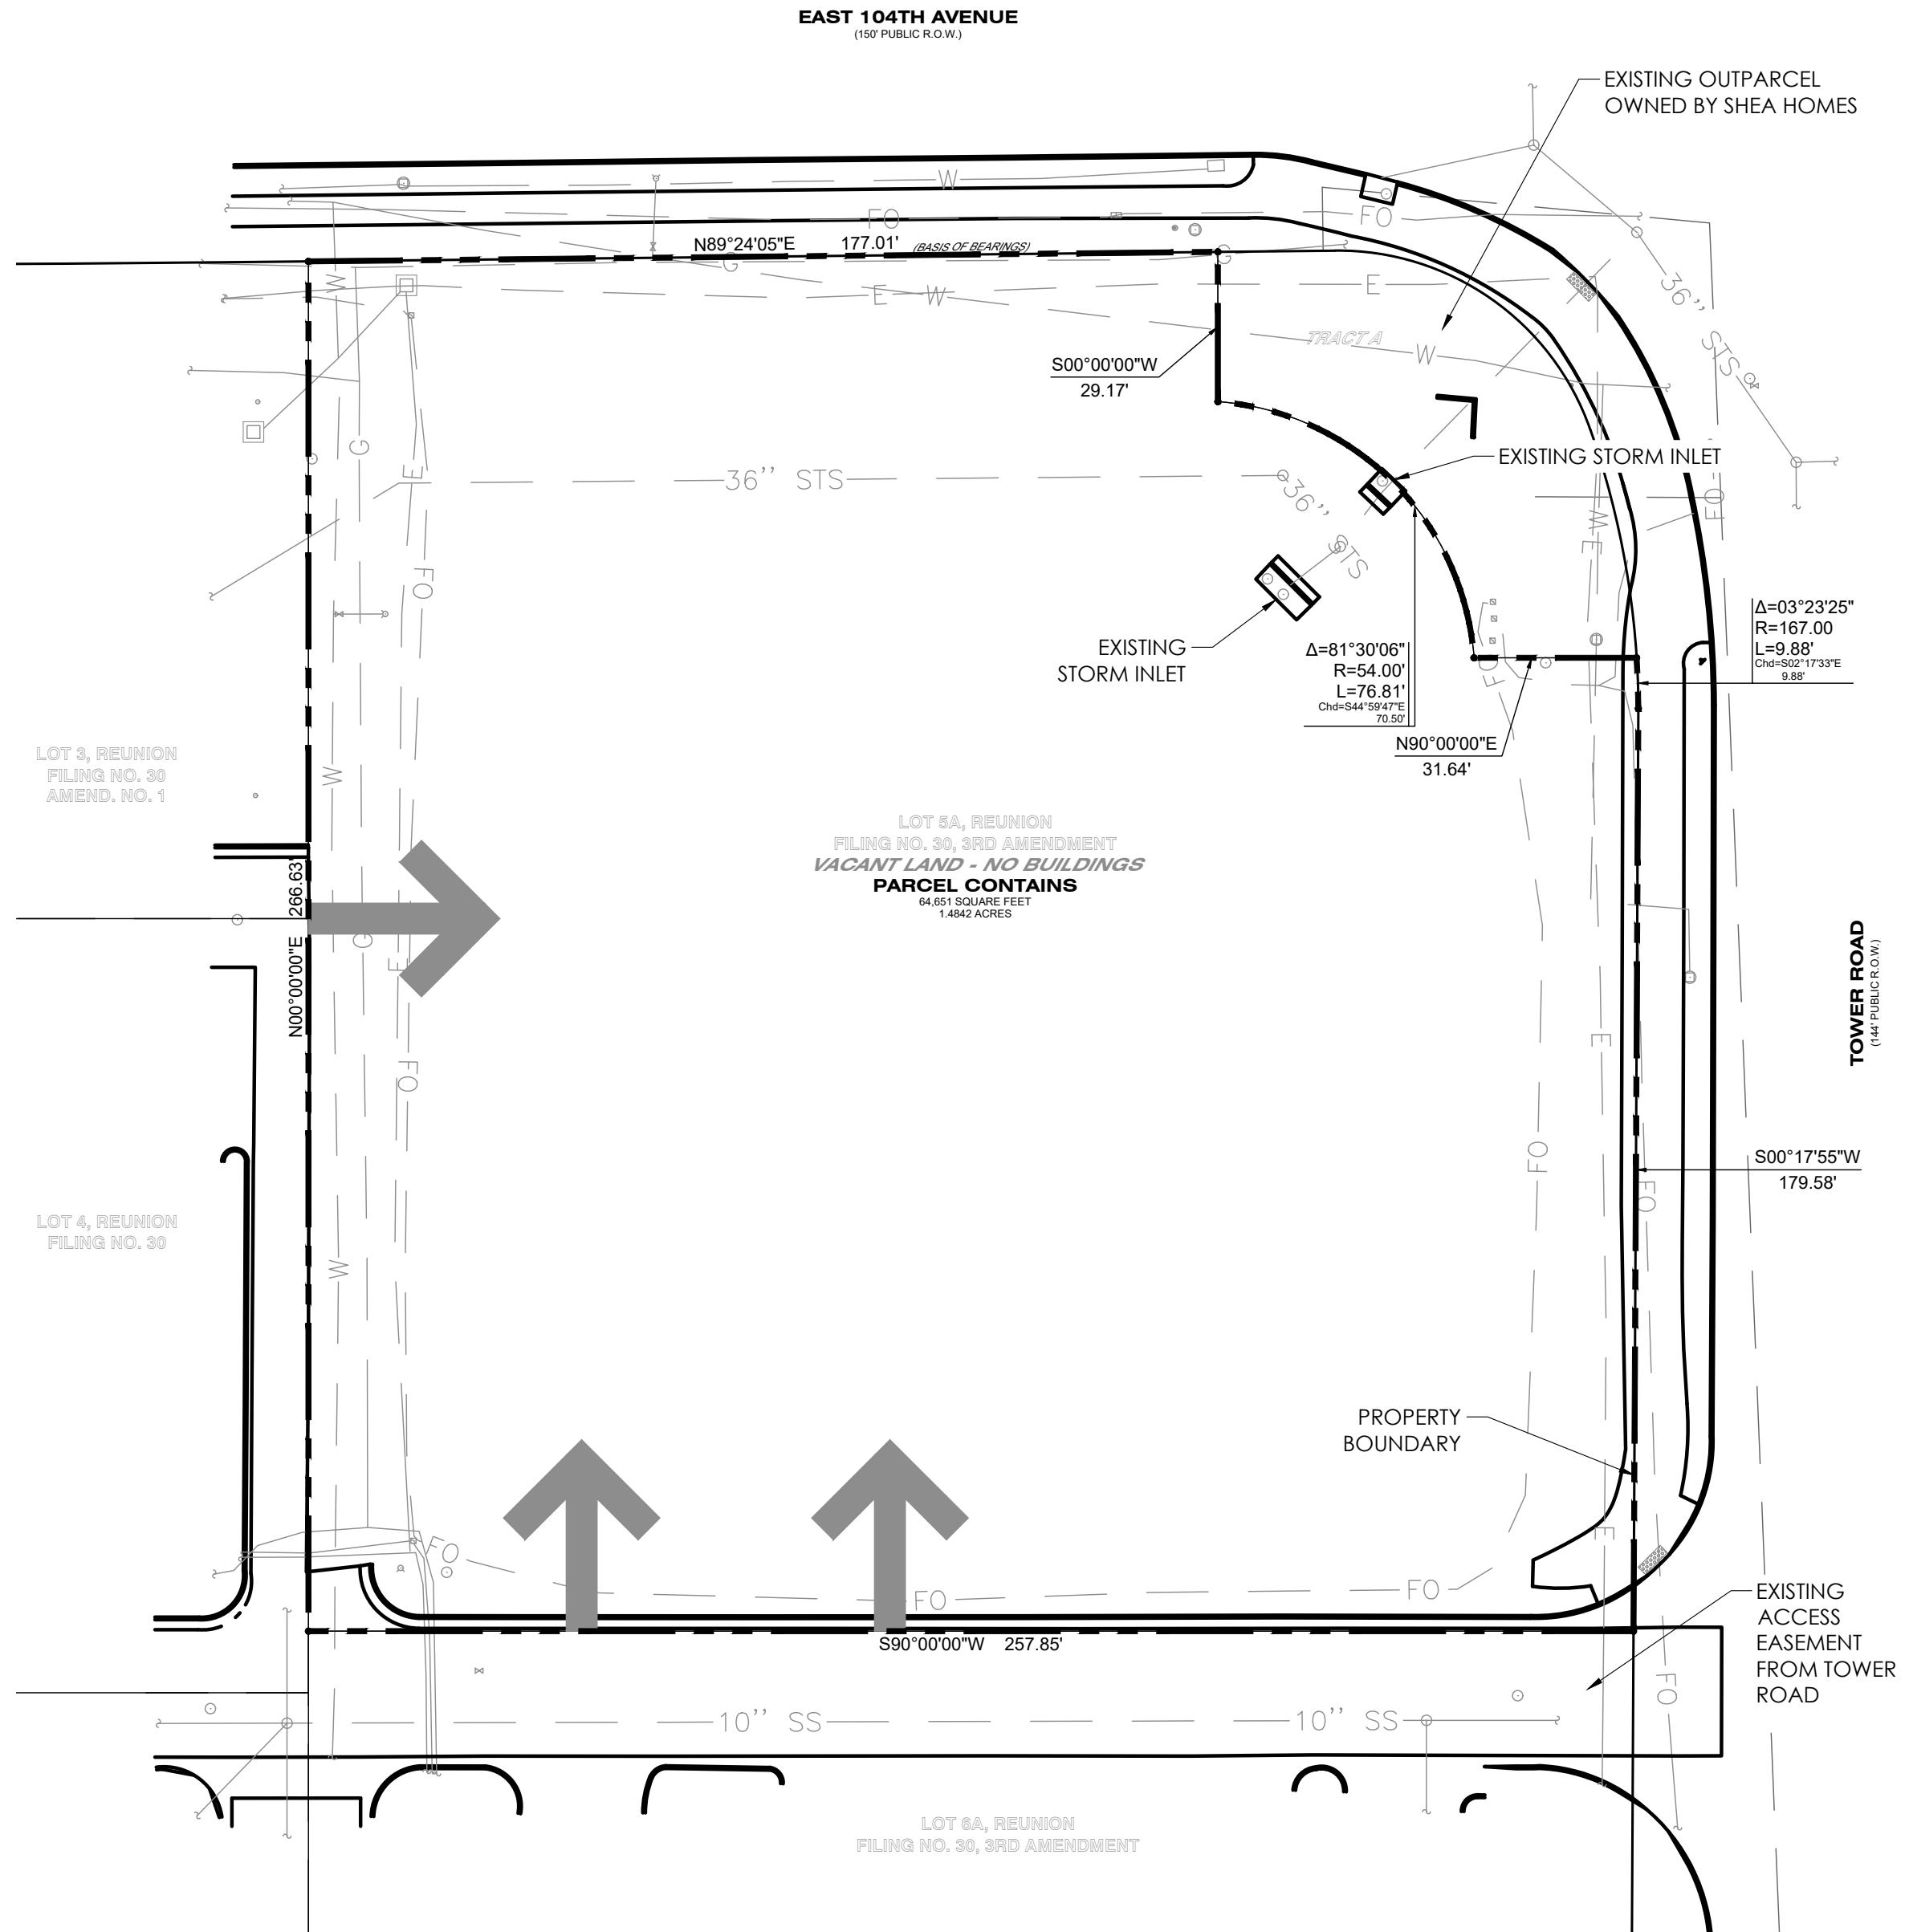 EAST 104TH AVENUE
(150' PUBLIC R.O.W.)
EXISTING OUTPARCEL
OWNED BY SHEA HOMES
W
FO
FO
N89°24'05"E 177.01' (BASIS OF BEARINGS)
G
G
W
E
W
E
36'' STS
TRACT A
W
S00°00'00"W
29.17'
G
E
EXISTING STORM INLET
36'' STS
36'' STS
FO
W
E
FO
EXISTING
STORM INLET
Δ=81°30'06"
R=54.00'
L=76.81'
Chd=S44°59'47"E
70.50'
Δ=03°23'25"
R=167.00
L=9.88'
Chd=S02°17'33"E
9.88'
FO
N90°00'00"E
31.64'
LOT 3, REUNION
FILING NO. 30
AMEND. NO. 1
W
LOT 5A, REUNION
FILING NO. 30, 3RD AMENDMENT
VACANT LAND - NO BUILDINGS
PARCEL CONTAINS
64,651 SQUARE FEET
1.4842 ACRES
N00°00'00"E 266.63'
G
E
TOWER ROAD
(144' PUBLIC R.O.W.)
FO
E
FO
S00°17'55"W
179.58'
FO
LOT 4, REUNION
FILING NO. 30
W
PROPERTY
BOUNDARY
FO
E
FO
FO
EXISTING
ACCESS
EASEMENT
FROM TOWER
ROAD
S90°00'00"W 257.85'
FO
10'' SS
10'' SS
LOT 6A, REUNION
FILING NO. 30, 3RD AMENDMENT